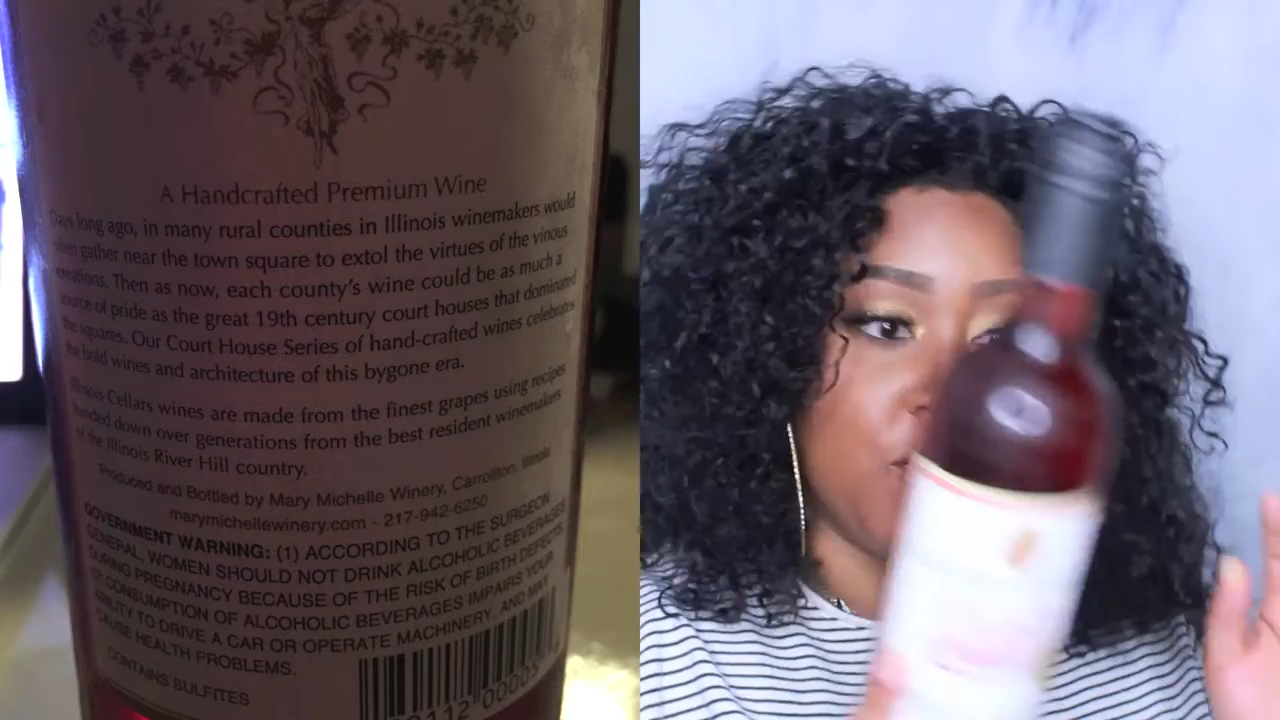 A Handcrafted Premium Wine
Days long ago, in many rural counties in Illinois winemakers would
often gather near the town square to extol the virtues of the vinous
creations. Then as now, each county's wine could be as much a
source of pride as the great 19th century court houses that dominated
the squares. Our Court House Series of hand-crafted wines celebrates
the bold wines and architecture of this bygone era.
Illinois Cellars wines are made from the finest grapes using recipes
handed down over generations from the best resident winemakers
of the Illinois River Hill country.
Produced and Bottled by Mary Michelle Winery, Carrollton, Illinois
marymichellewinery.com - 217-942-6250
GOVERNMENT WARNING: (1) ACCORDING TO THE SURGEON
GENERAL, WOMEN SHOULD NOT DRINK ALCOHOLIC BEVERAGES
DURING PREGNANCY BECAUSE OF THE RISK OF BIRTH DEFECTS.
(2) CONSUMPTION OF ALCOHOLIC BEVERAGES IMPAIRS YOUR
ABILITY TO DRIVE A CAR OR OPERATE MACHINERY, AND MAY
CAUSE HEALTH PROBLEMS.
CONTAINS SULFITES